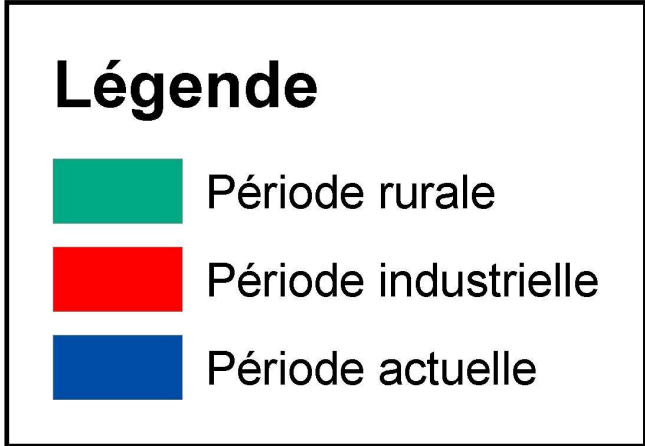 Légende
Période rurale
Période industrielle
Période actuelle